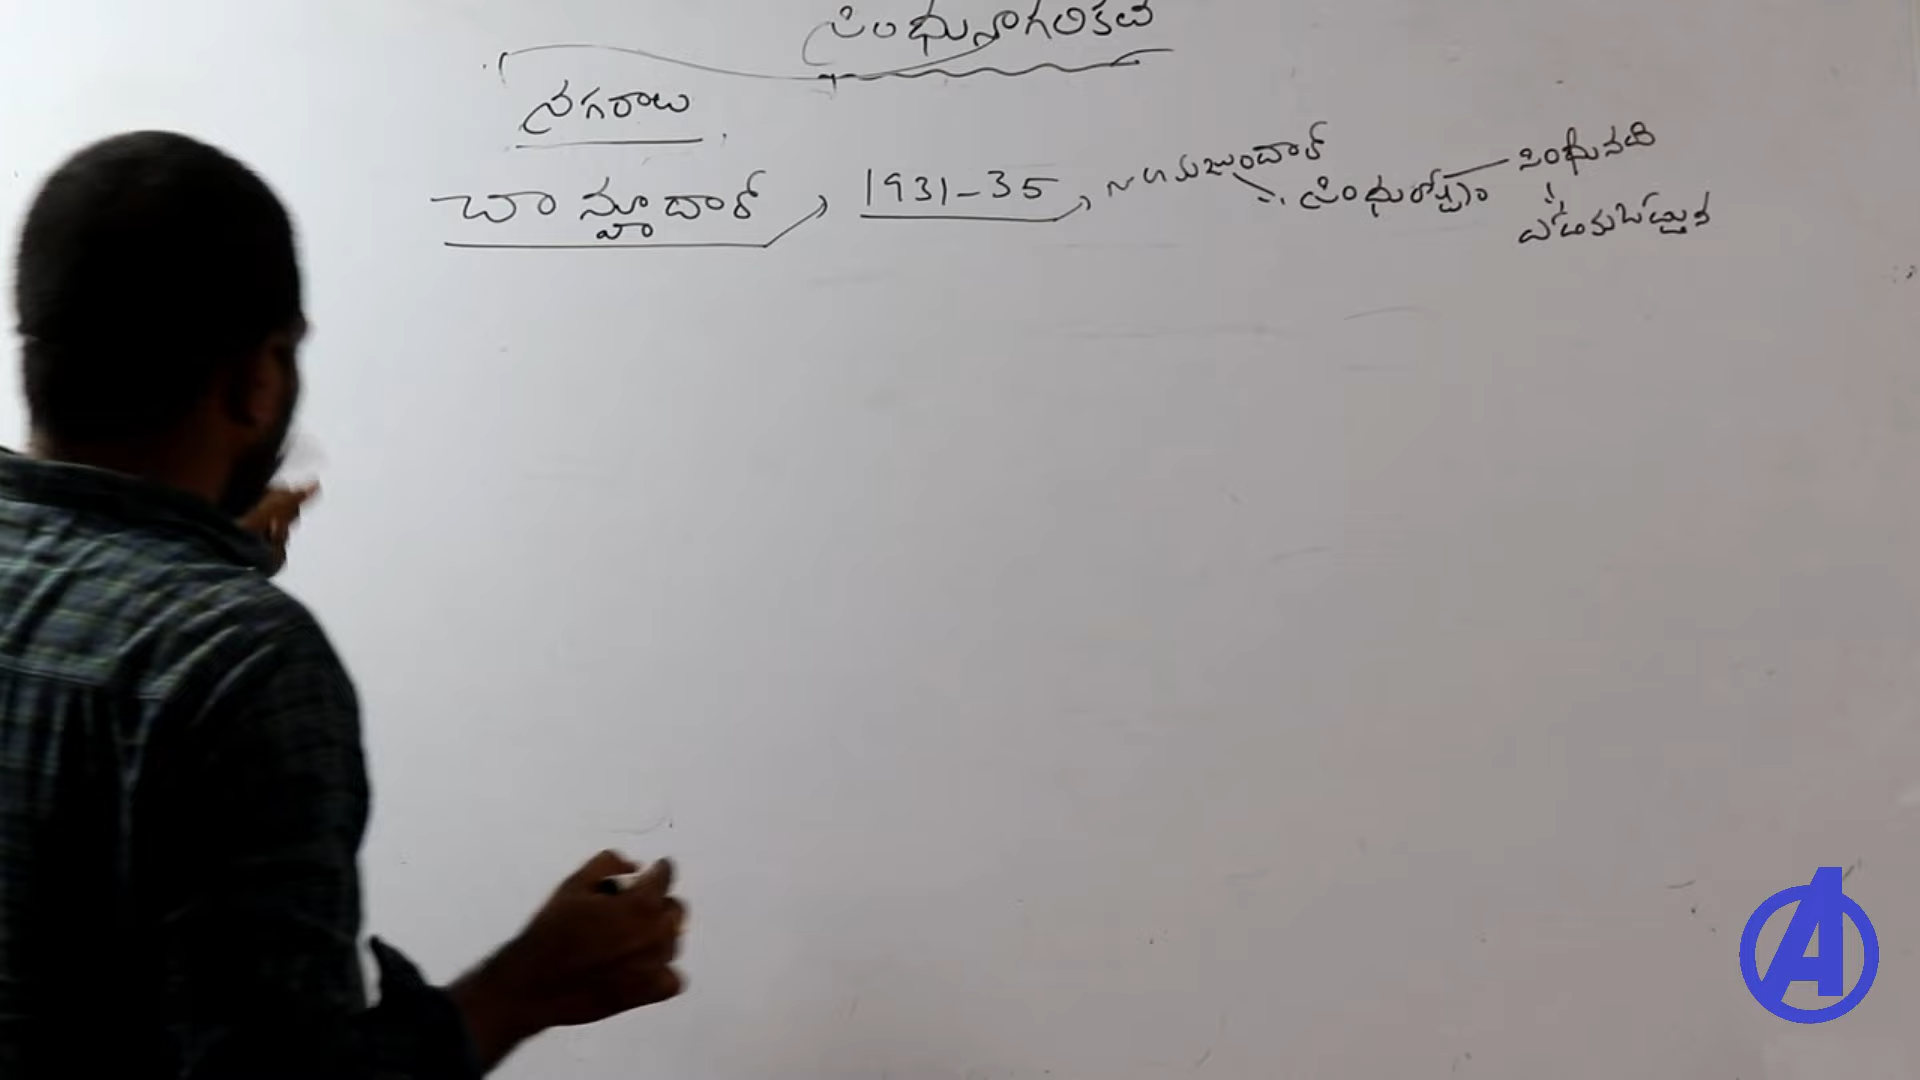 సింధునాగరికత
నగరాలు
చాన్హూదార్, 1931-35, మజుందార్ సింధురాష్ట్రం సింధునది
ఎడమఒడ్డున